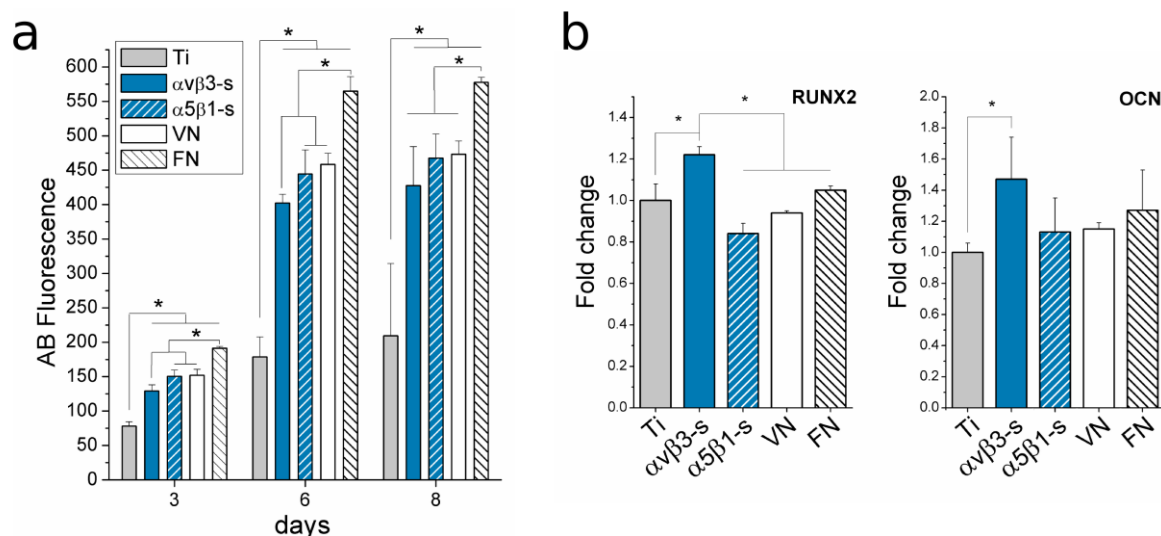 a
Ti
αvβ3-s
α5β1-s
VN
FN
* * * * * *
600
550
500
450
400
350
300
250
200
150
100
50
0
AB Fluorescence
3 6 8
days
b
RUNX2
* *
1.4
1.2
1.0
0.8
0.6
0.4
0.2
0.0
Fold change
Ti αvβ3-s α5β1-s VN FN
OCN
*
2.0
1.8
1.6
1.4
1.2
1.0
0.8
0.6
0.4
0.2
0.0
Fold change
Ti αvβ3-s α5β1-s VN FN